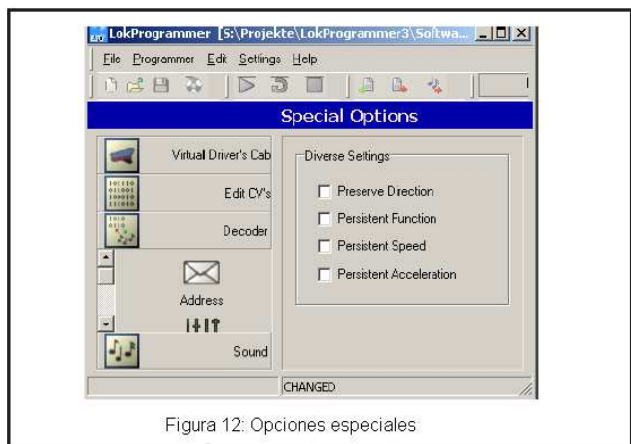 LokProgrammer [S:\Projekte\LokProgrammer3\Softwa...
File Programmer Edit Settings Help
Special Options
Virtual Driver's Cab
Edit CV's
Decoder
Address
Sound
Diverse Settings
Preserve Direction
Persistent Function
Persistent Speed
Persistent Acceleration
CHANGED
Figura 12: Opciones especiales